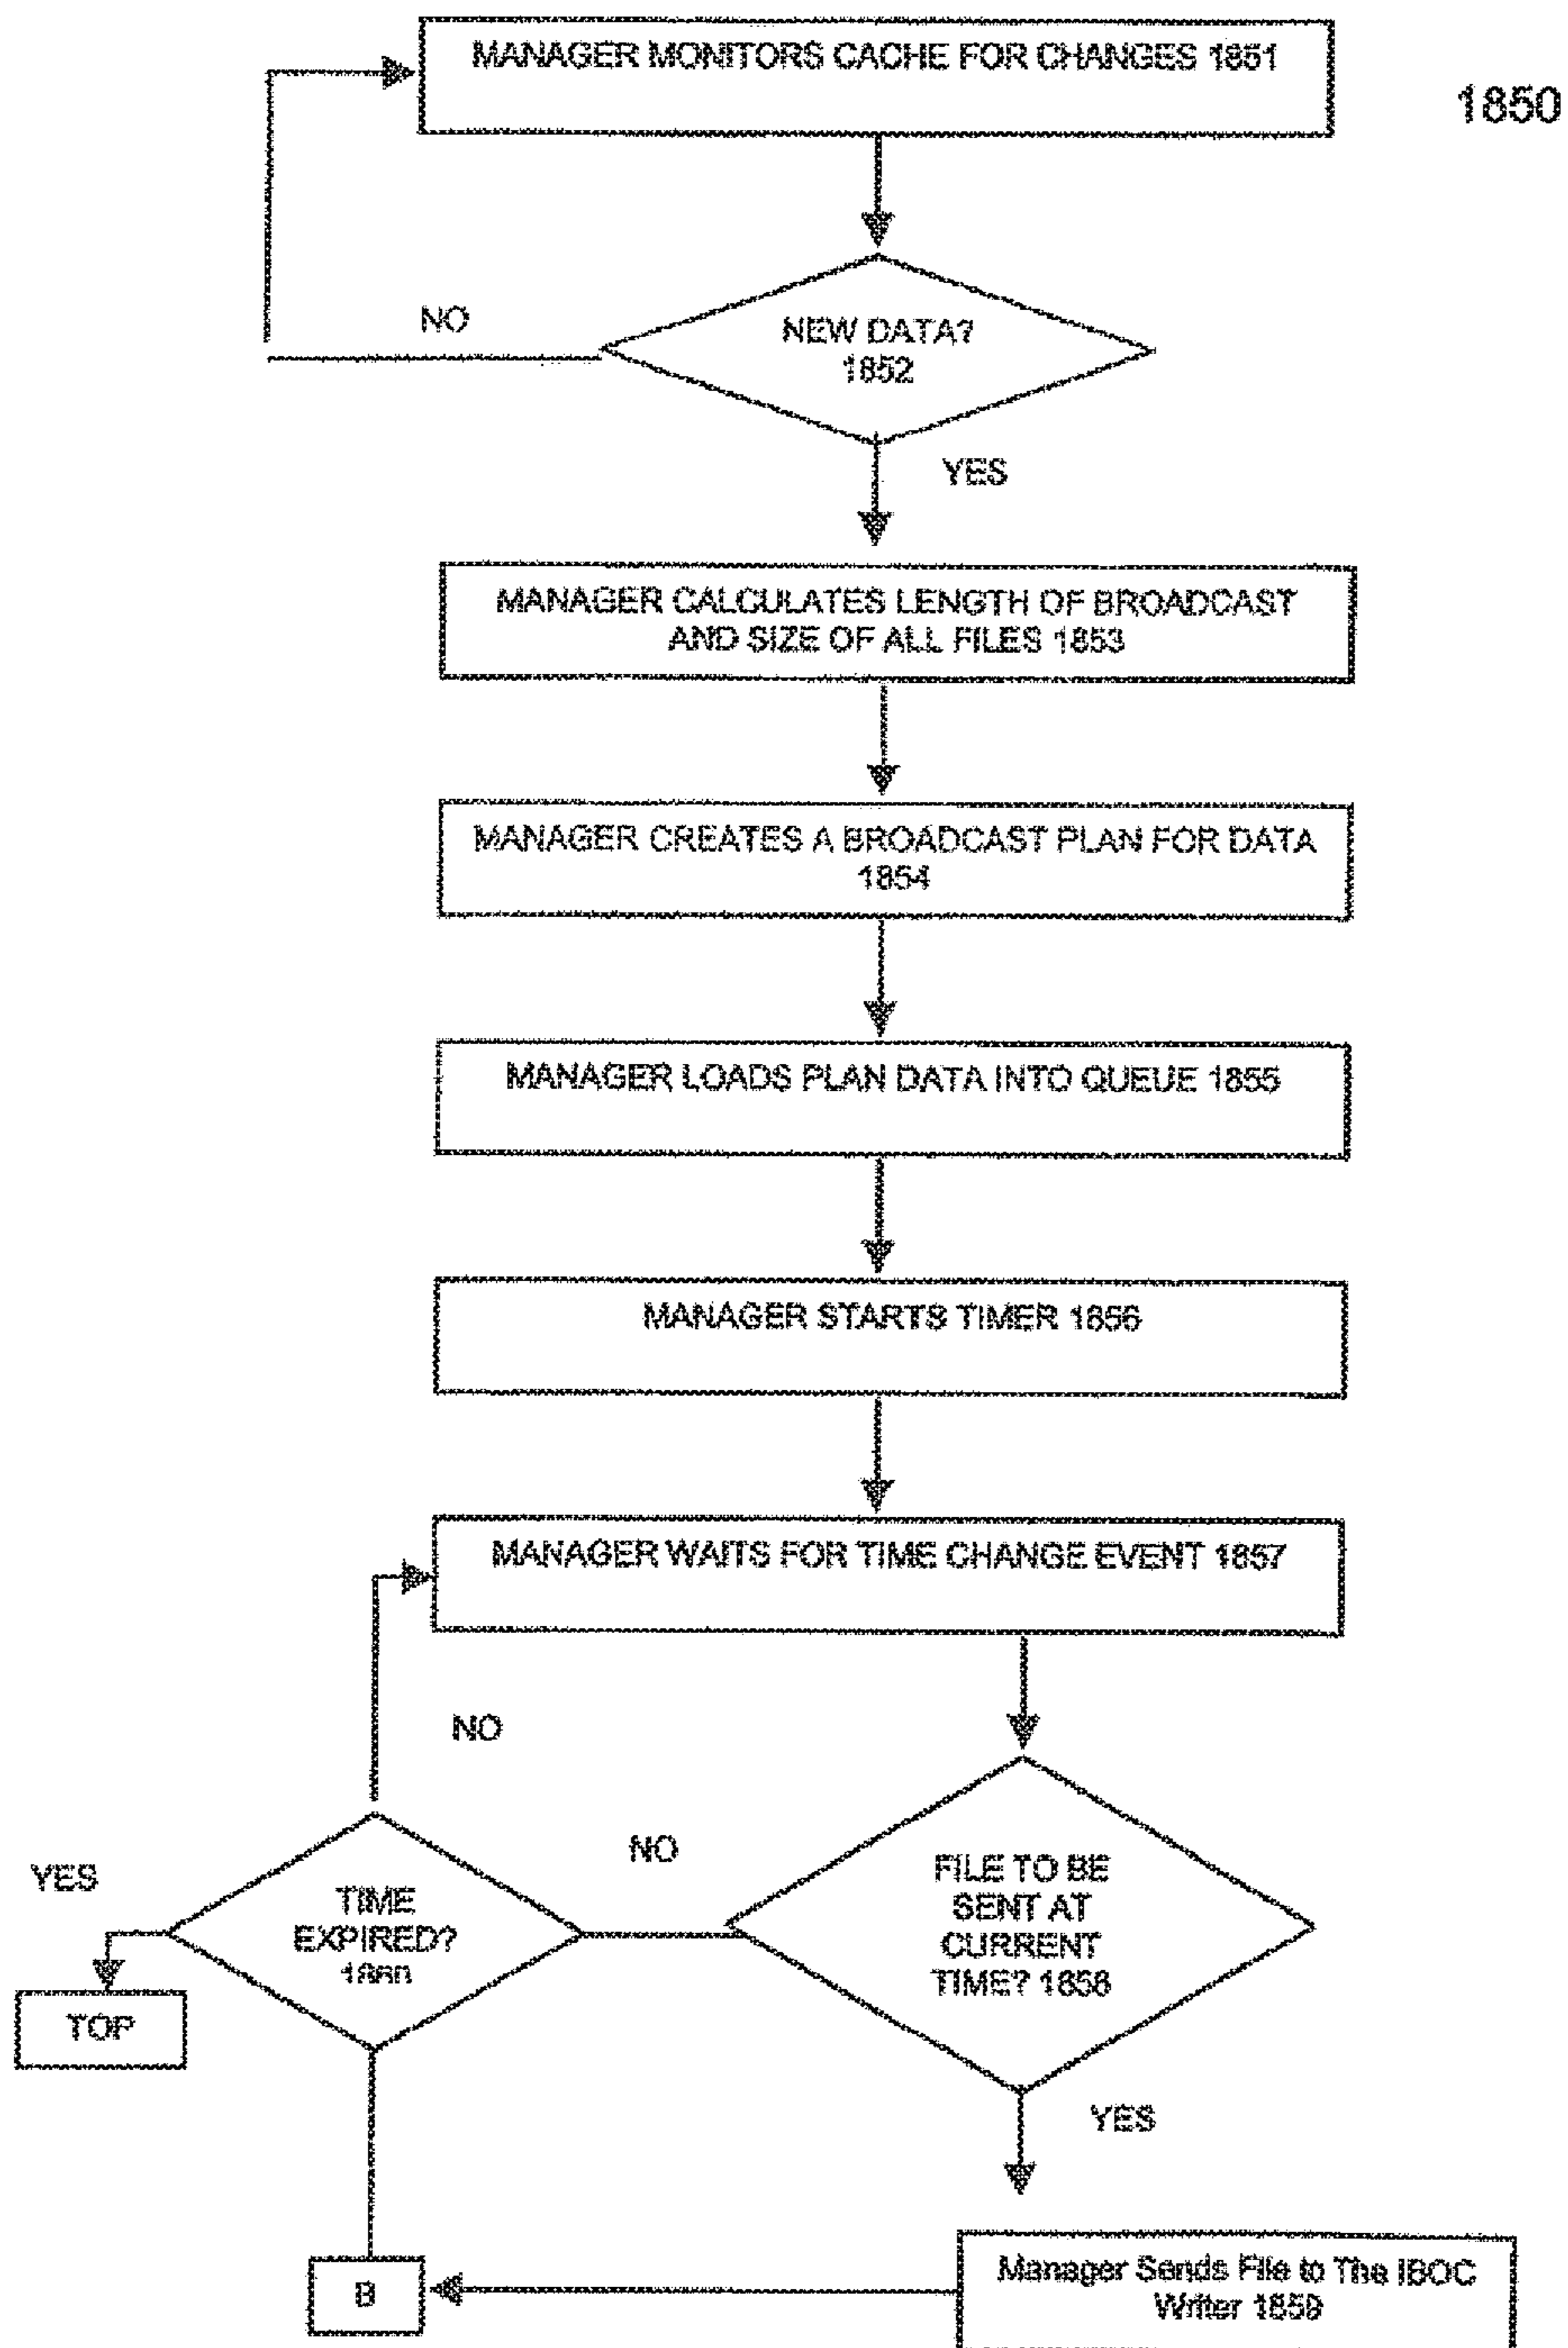 MANAGER MONITORS CACHE FOR CHANGES 1851
1850
NO
NEW DATA?
1852
YES
MANAGER CALCULATES LENGTH OF BROADCAST
AND SIZE OF ALL FILES 1853
MANAGER CREATES A BROADCAST PLAN FOR DATA
1854
MANAGER LOADS PLAN DATA INTO QUEUE 1855
MANAGER STARTS TIMER 1856
MANAGER WAITS FOR TIME CHANGE EVENT 1857
NO
NO
YES
TIME
EXPIRED?
1860
FILE TO BE
SENT AT
CURRENT
TIME? 1858
TOP
YES
B
Manager Sends File to The IBOC
Writer 1859